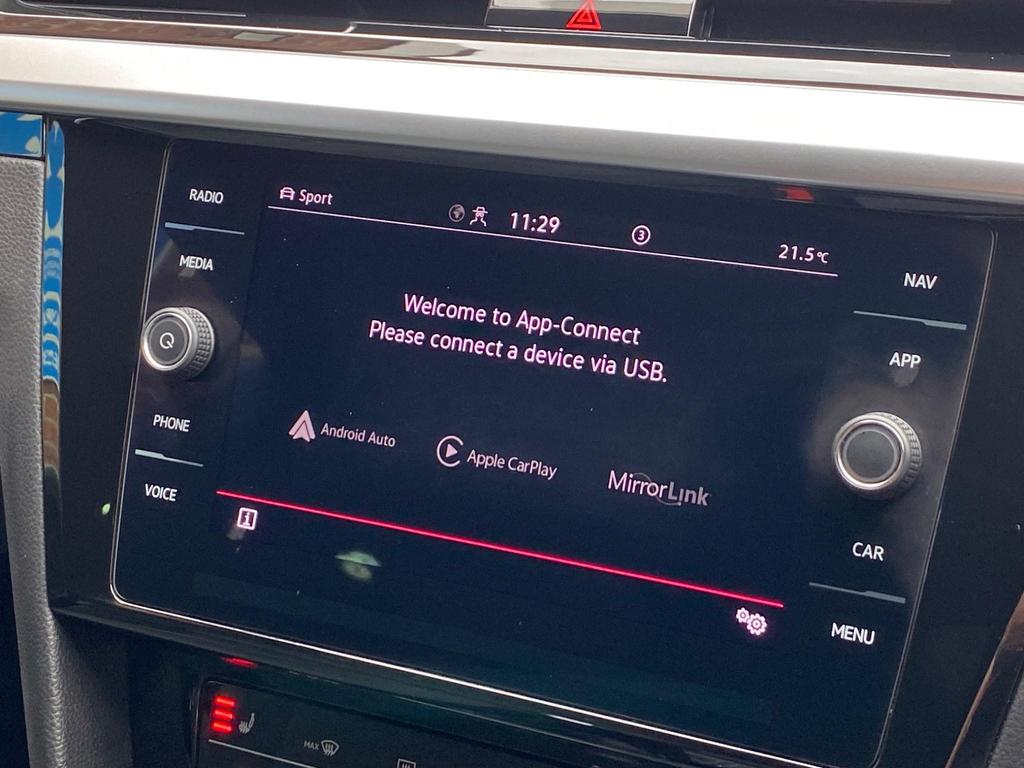 RADIO
MEDIA
PHONE
VOICE
Sport
11:29
3
21.5°C
Welcome to App-Connect
Please connect a device via USB.
Android Auto
Apple CarPlay
MirrorLink
i
NAV
APP
CAR
MENU
MAX